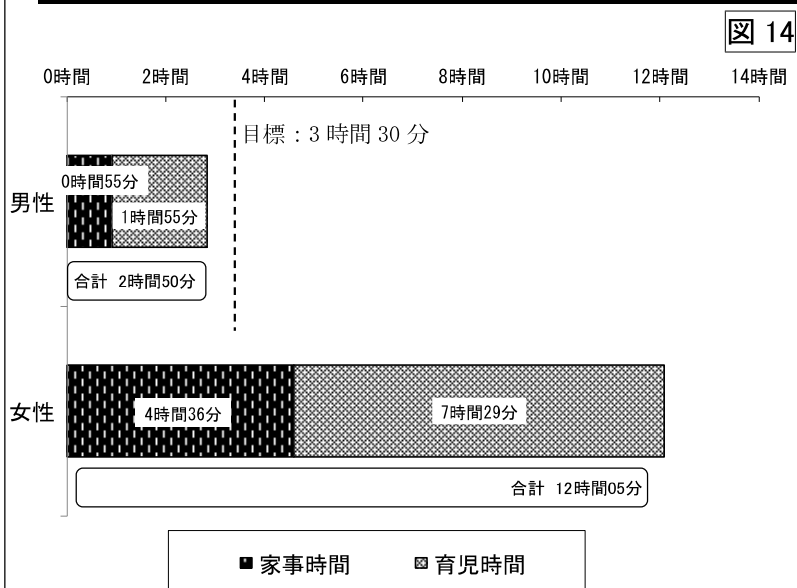 図 14
0時間 2時間 4時間 6時間 8時間 10時間 12時間 14時間
目標：3 時間 30 分
男性
0時間55分
1時間55分
合計 2時間50分
女性
4時間36分 7時間29分
合計 12時間05分
家事時間 育児時間